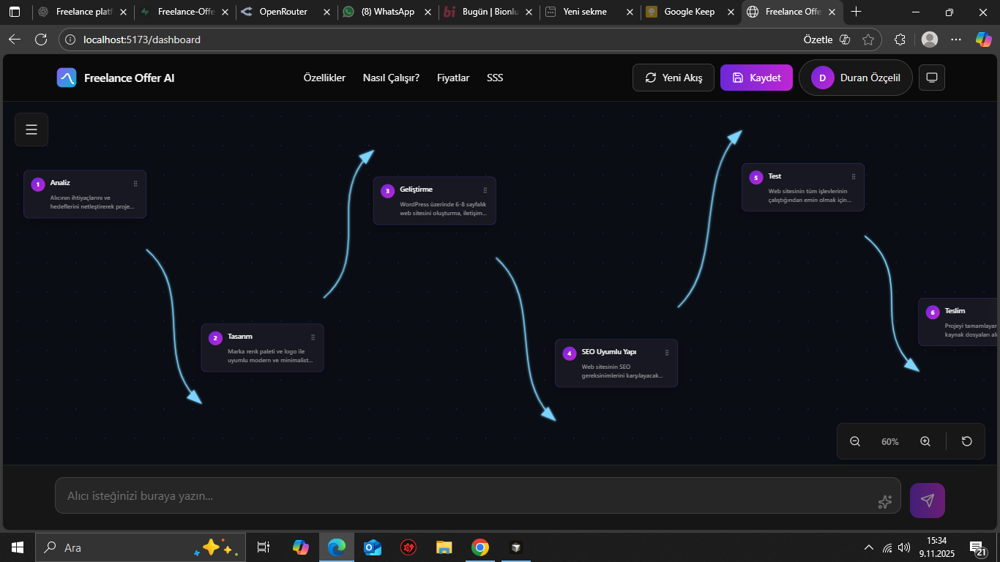 Freelance platf
Freelance-Offe
OpenRouter
(8) WhatsApp
Bugün | Bionlu
Yeni sekme
Google Keep
Freelance Offe
localhost:5173/dashboard
Özetle
Freelance Offer AI
Özellikler
Nasıl Çalışır?
Fiyatlar
SSS
Yeni Akış
Kaydet
D
Duran Özçelil
1
Analiz
Alıcının ihtiyaçlarını ve
hedeflerini netleştirerek proje...
2
Tasarım
Marka renk paleti ve logo ile
uyumlu modern ve minimalist...
3
Geliştirme
WordPress üzerinde 6-8 sayfalık
web sitesini oluşturma, iletişim...
4
SEO Uyumlu Yapı
Web sitesinin SEO
gereksinimlerini karşılayacak...
5
Test
Web sitesinin tüm işlevlerinin
çalıştığından emin olmak için...
6
Teslim
Projeyi tamamlayar
kaynak dosyaları alı
60%
Alıcı isteğinizi buraya yazın...
Ara
15:34
9.11.2025
21